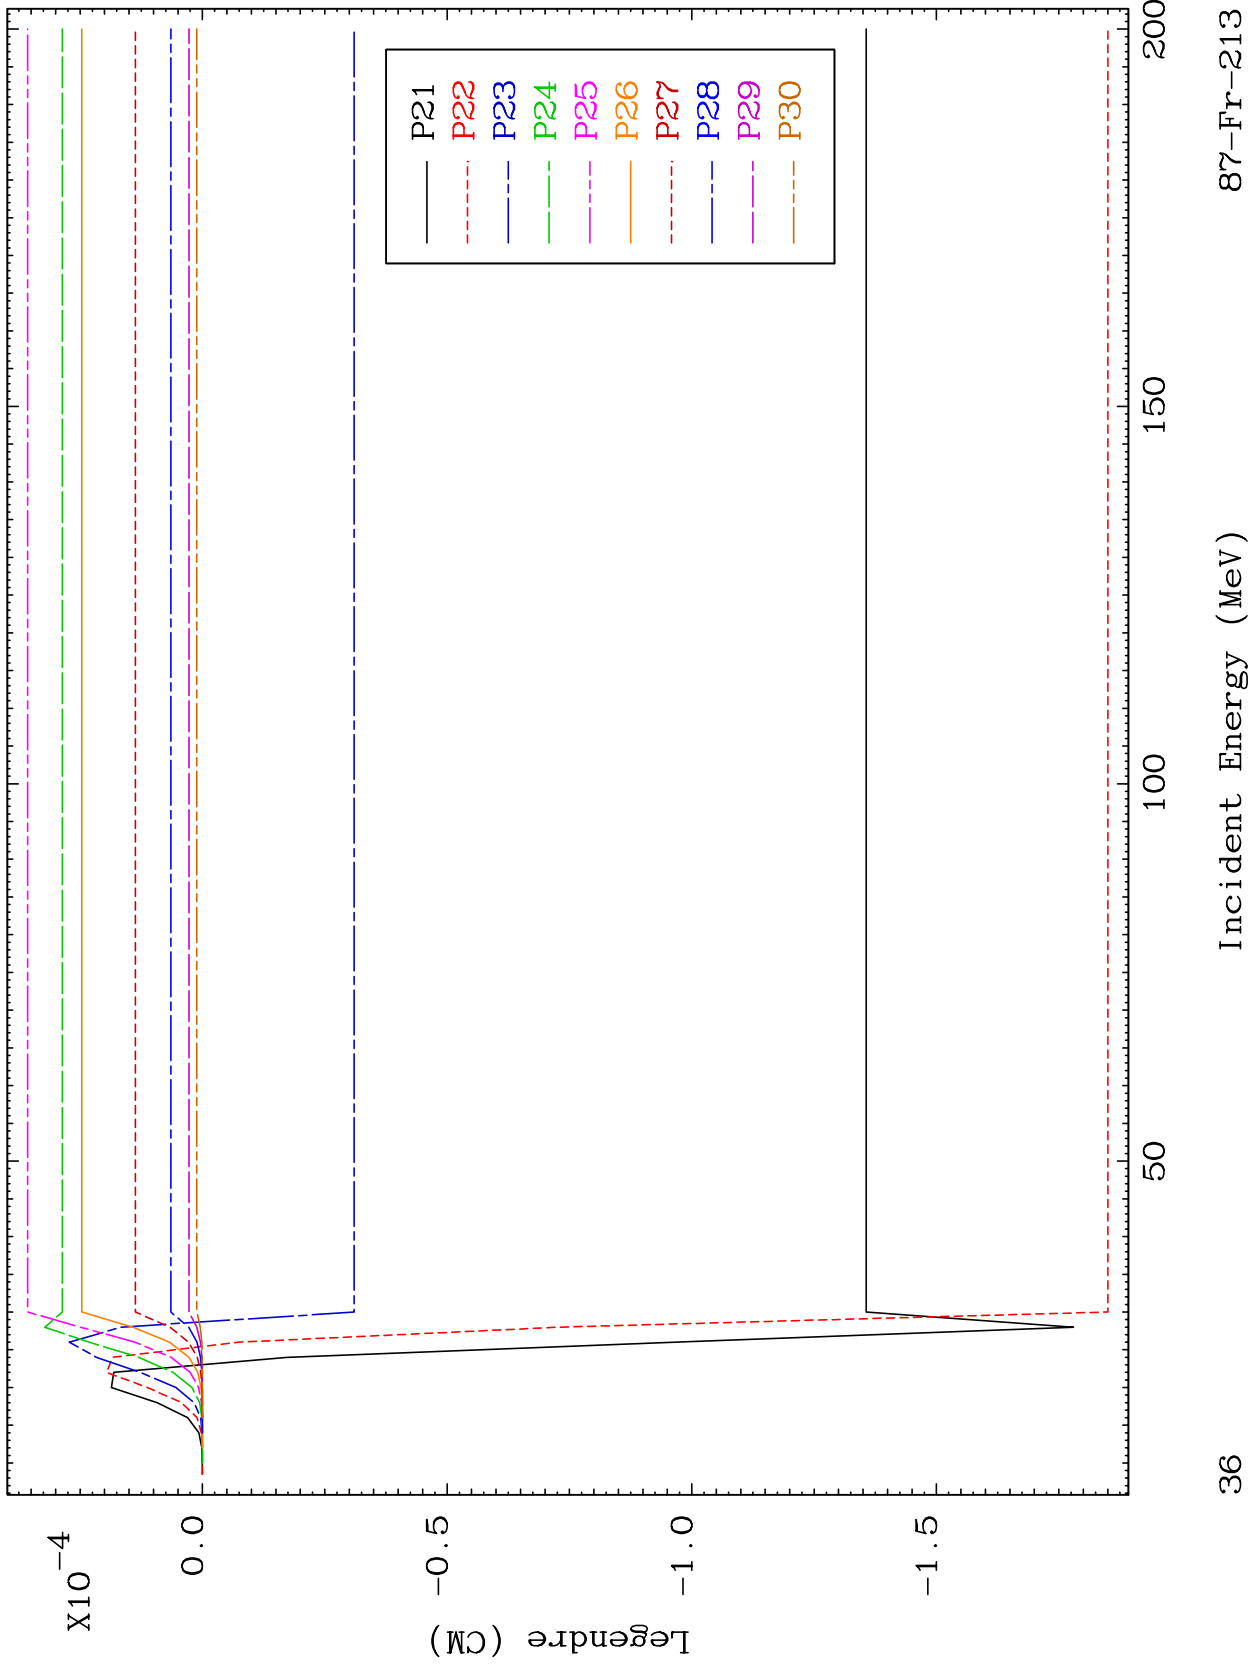 X10-4
0.0
-0.5
-1.0
-1.5
Legendre (CM)
P21
P22
P23
P24
P25
P26
P27
P28
P29
P30
50
100
150
200
Incident Energy (MeV)
36
87-Fr-213